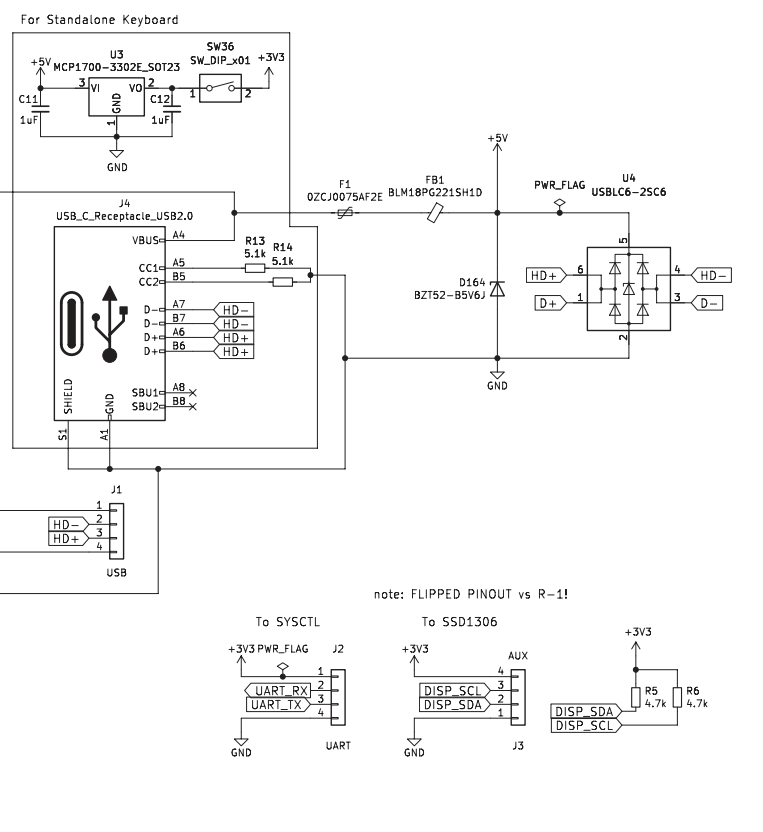 For Standalone Keyboard
U3
MCP1700-3302E_SOT23
SW36
SW_DIP_x01
+5V
+3V3
3
VI
VO
2
GND
1
1
2
C11
1uF
C12
1uF
GND
J4
USB_C_Receptacle_USB2.0
VBUS
A4
CC1
A5
CC2
B5
D-
A7
D-
B7
D+
A6
D+
B6
SBU1
A8
SBU2
B8
SHIELD
GND
S1
A1
R13
5.1k
R14
5.1k
HD-
HD-
HD+
HD+
F1
0ZCJ0075AF2E
FB1
BLM18PG221SH1D
+5V
PWR_FLAG
U4
USBLC6-2SC6
D164
BZT52-B5V6J
GND
HD+
6
D+
1
5
2
4
HD-
3
D-
J1
1
HD-
2
HD+
3
4
USB
note: FLIPPED PINOUT vs R-1!
To SYSCTL
+3V3
PWR_FLAG
J2
1
UART_RX
2
UART_TX
3
4
GND
UART
To SSD1306
+3V3
AUX
4
DISP_SCL
3
DISP_SDA
2
1
GND
J3
+3V3
R5
4.7k
R6
4.7k
DISP_SDA
DISP_SCL